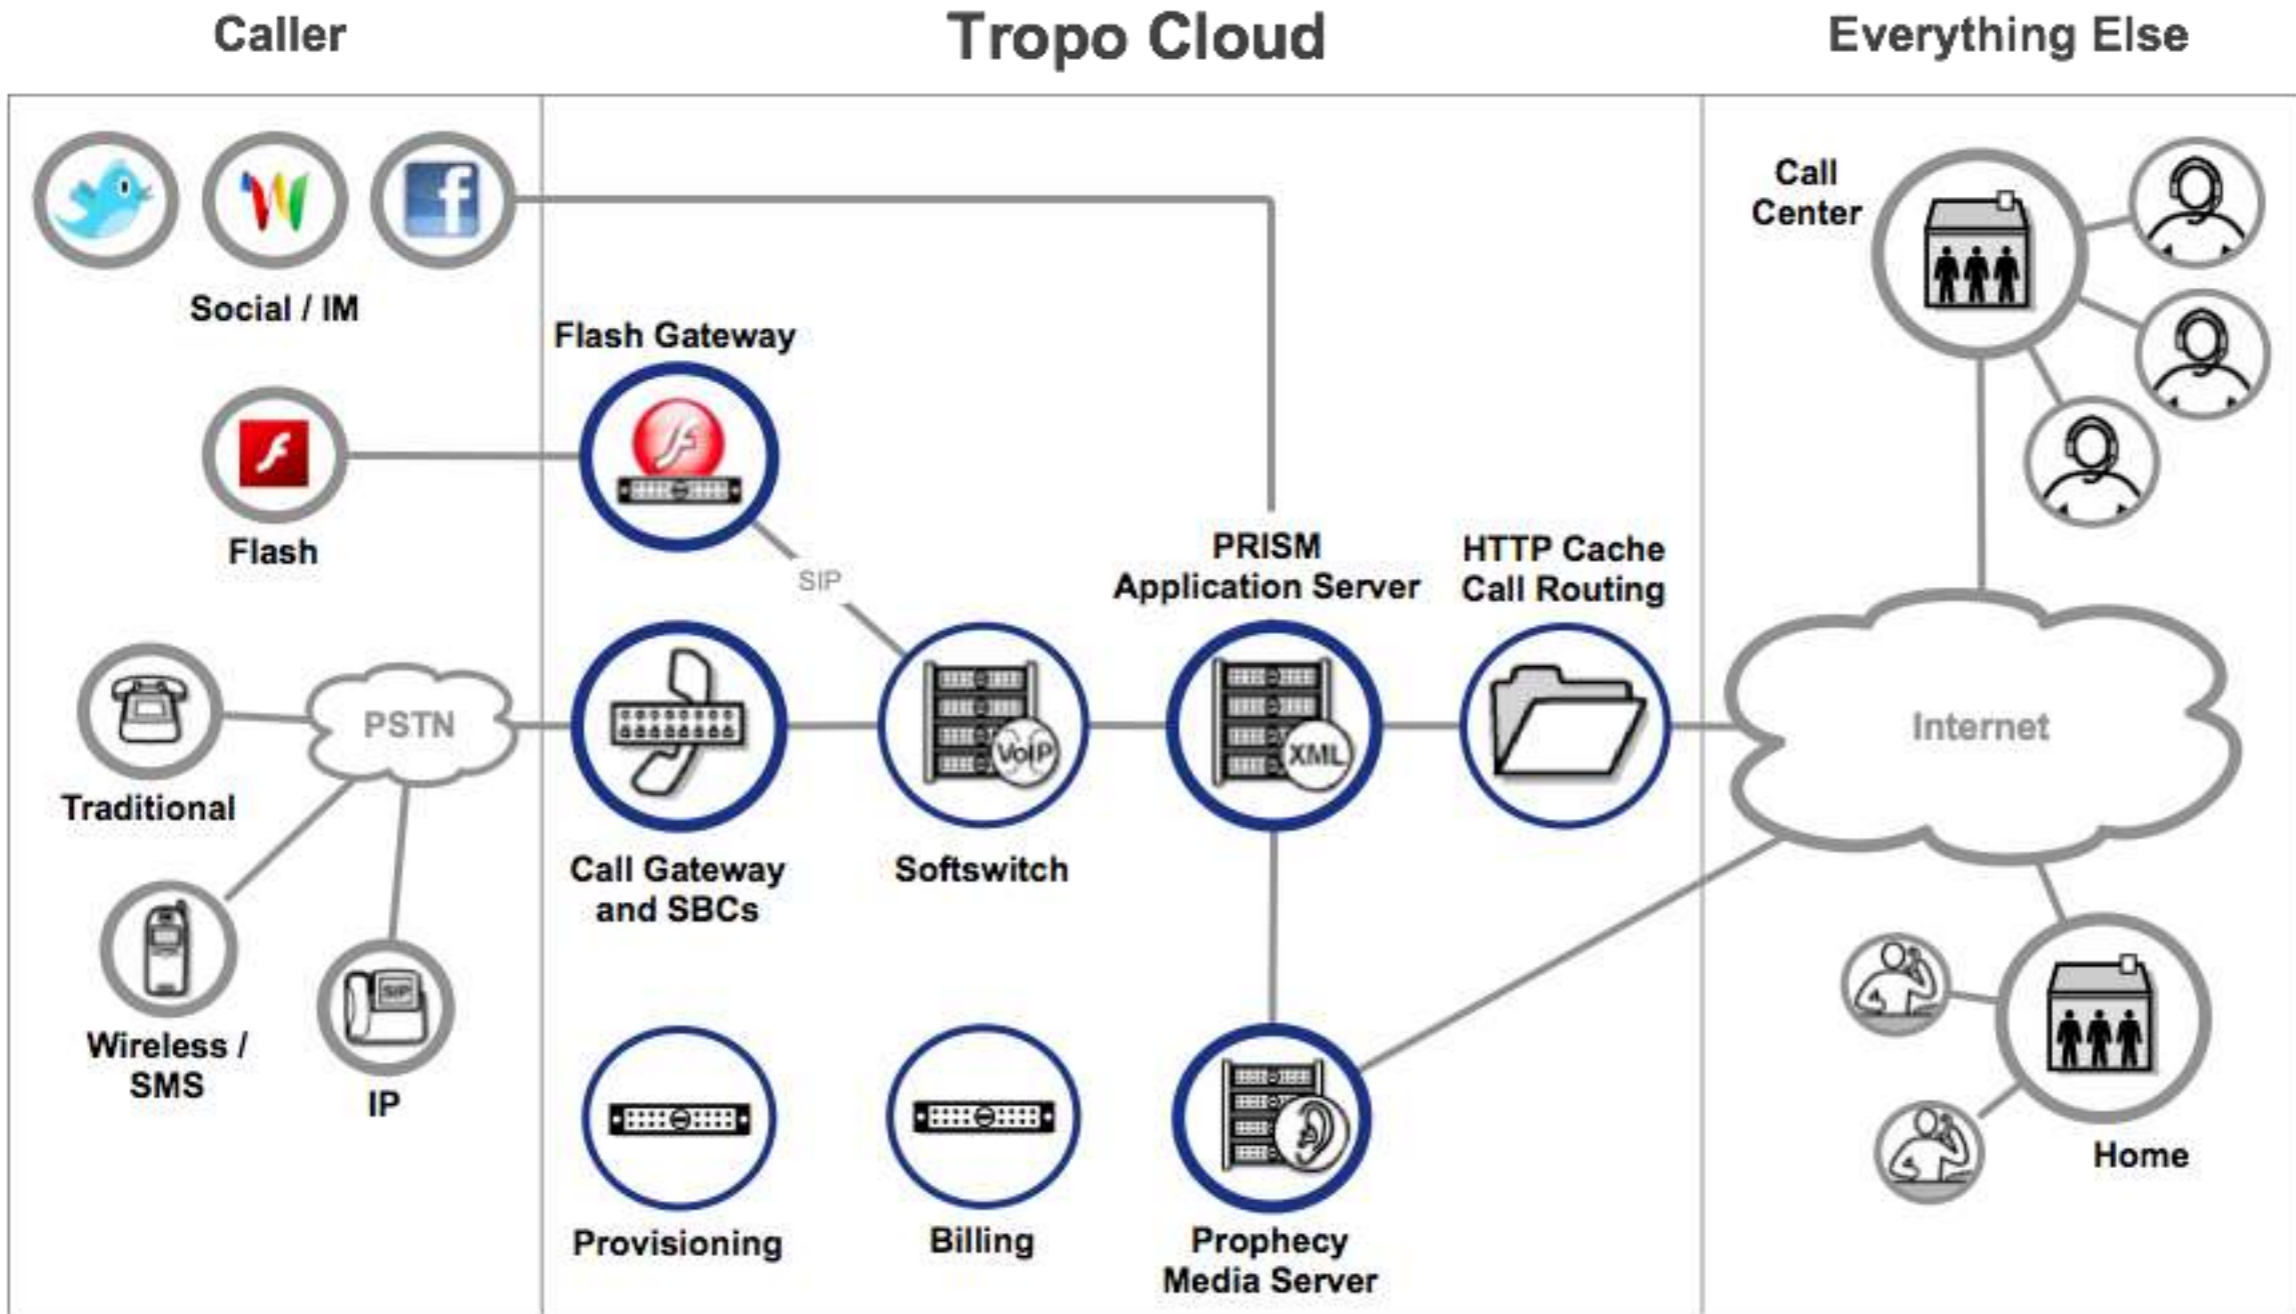 Caller
Tropo Cloud
Everything Else
Social / IM
Flash
Traditional
PSTN
Wireless /
SMS
SIP
IP
Flash Gateway
SIP
Call Gateway
and SBCs
VoIP
Softswitch
PRISM
Application Server
XML
HTTP Cache
Call Routing
Provisioning
Billing
Prophecy
Media Server
Call
Center
Internet
Home